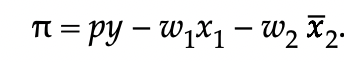 π = py − w₁x₁ − w₂ x̅₂.